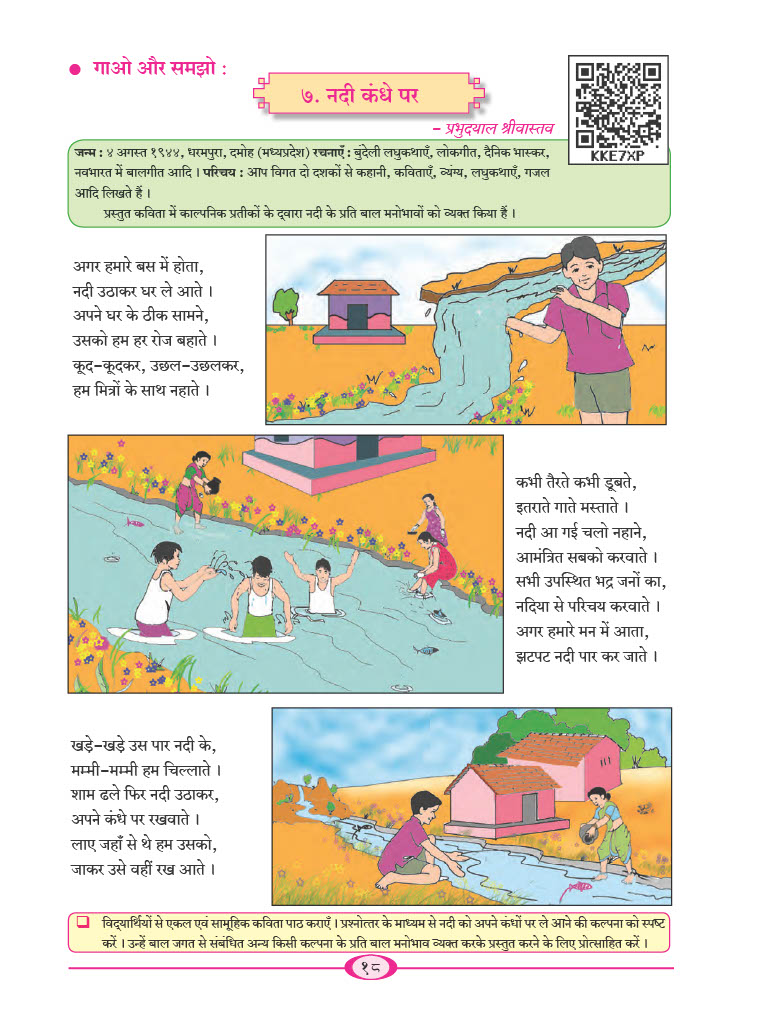 ● गाओ और समझो :
७. नदी कंधे पर
– प्रभुदयाल श्रीवास्तव
KKE7XP
जन्म : ४ अगस्त १९४४, धरमपुरा, दमोह (मध्यप्रदेश) रचनाएँ : बुंदेली लघुकथाएँ, लोकगीत, दैनिक भास्कर,
नवभारत में बालगीत आदि । परिचय : आप विगत दो दशकों से कहानी, कविताएँ, व्यंग्य, लघुकथाएँ, गजल
आदि लिखते हैं ।
प्रस्तुत कविता में काल्पनिक प्रतीकों के द्‌वारा नदी के प्रति बाल मनोभावों को व्यक्त किया हैं ।
अगर हमारे बस में होता,
नदी उठाकर घर ले आते ।
अपने घर के ठीक सामने,
उसको हम हर रोज बहाते ।
कूद-कूदकर, उछल-उछलकर,
हम मित्रों के साथ नहाते ।
कभी तैरते कभी डूबते,
इतराते गाते मस्ताते ।
नदी आ गई चलो नहाने,
आमंत्रित सबको करवाते ।
सभी उपस्थित भद्र जनों का,
नदिया से परिचय करवाते ।
अगर हमारे मन में आता,
झटपट नदी पार कर जाते ।
खड़े-खड़े उस पार नदी के,
मम्मी-मम्मी हम चिल्लाते ।
शाम ढले फिर नदी उठाकर,
अपने कंधे पर रखवाते ।
लाए जहाँ से थे हम उसको,
जाकर उसे वहीं रख आते ।
❑ विद्‌यार्थियों से एकल एवं सामूहिक कविता पाठ कराएँ । प्रश्नोत्तर के माध्यम से नदी को अपने कंधों पर ले आने की कल्पना को स्पष्ट
करें । उन्हें बाल जगत से संबंधित अन्य किसी कल्पना के प्रति बाल मनोभाव व्यक्त करके प्रस्तुत करने के लिए प्रोत्साहित करें ।
१८